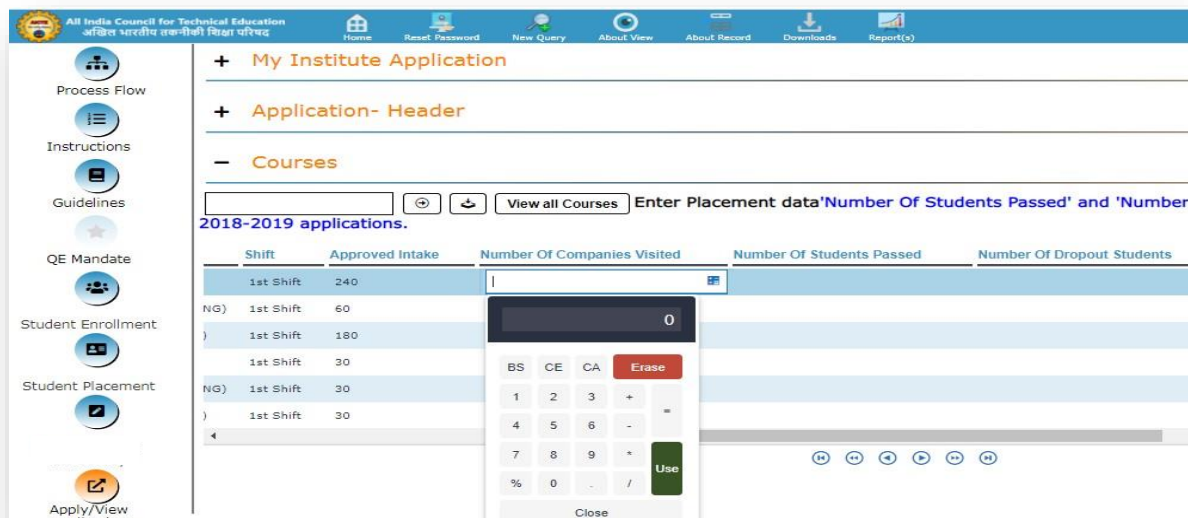 All India Council for Technical Education
अखिल भारतीय तकनीकी शिक्षा परिषद
Home Reset Password New Query About View About Record Downloads Report(s)
Process Flow
Instructions
Guidelines
QE Mandate
Student Enrollment
Student Placement
Apply/View
+ My Institute Application
+ Application- Header
− Courses
View all Courses Enter Placement data'Number Of Students Passed' and 'Number
2018-2019 applications.
Shift Approved Intake Number Of Companies Visited Number Of Students Passed Number Of Dropout Students
1st Shift 240
NG) 1st Shift 60
) 1st Shift 180
1st Shift 30
NG) 1st Shift 30
) 1st Shift 30
0
BS CE CA Erase
1 2 3 + =
4 5 6 -
7 8 9 * Use
% 0 . /
Close